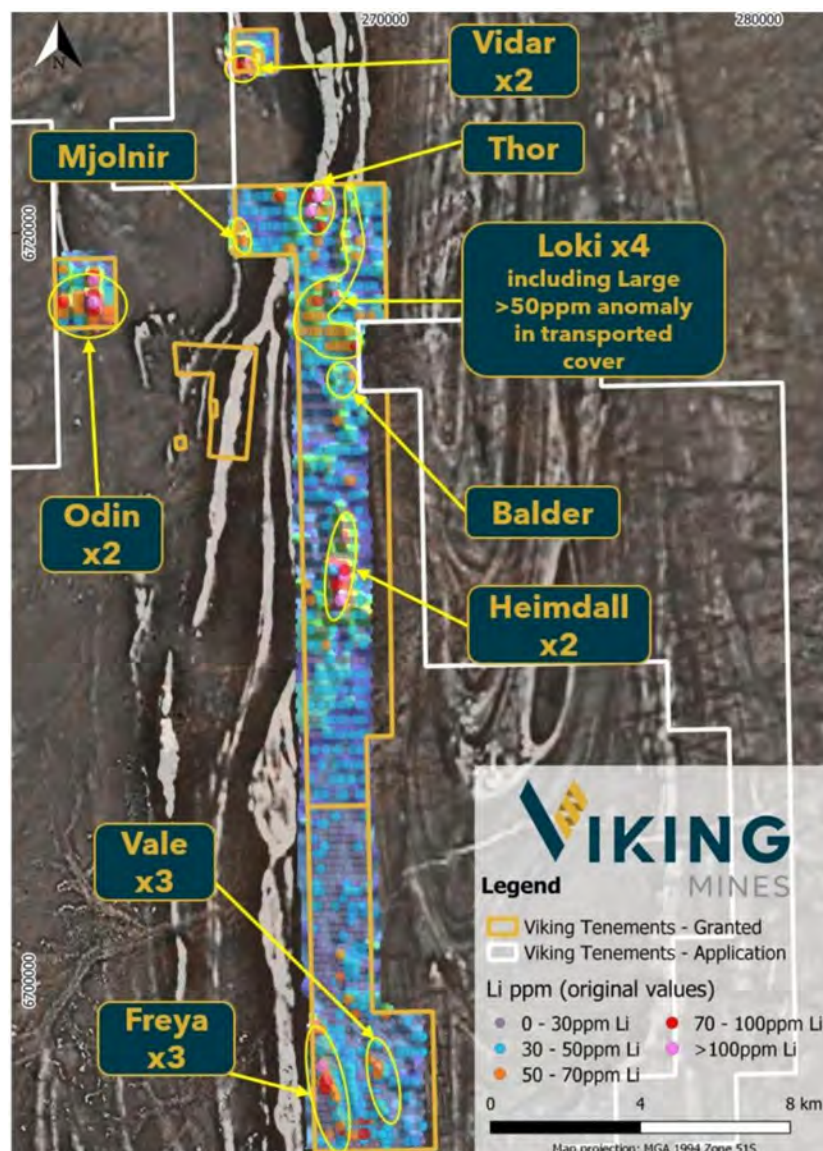 270000
280000
N
Vidar
x2
Mjolnir
Thor
6720000
Loki x4
including Large
>50ppm anomaly
in transported
cover
Odin
x2
Balder
Heimdall
x2
Vale
x3
6700000
Freya
x3
VIKING
MINES
Legend
Viking Tenements - Granted
Viking Tenements - Application
Li ppm (original values)
0 - 30ppm Li
70 - 100ppm Li
30 - 50ppm Li
>100ppm Li
50 - 70ppm Li
0 4 8 km
Map projection: MGA 1994 Zone 51S